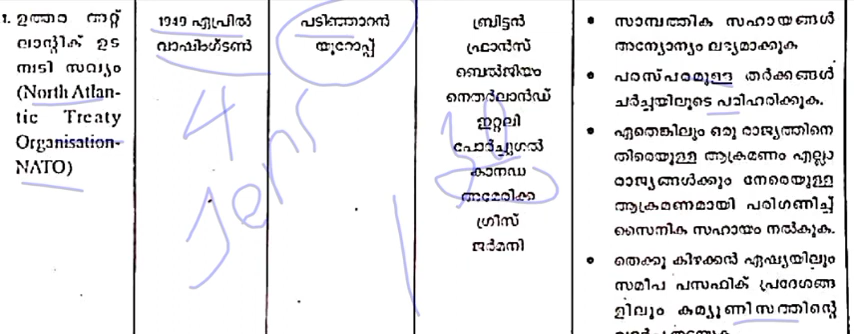 1. ഉത്തര അറ്റ്
ലാന്റിക് ഉട
മ്പടി സഖ്യം
(North Atlan-
tic Treaty
Organisation-
NATO)
1949 ഏപ്രിൽ
വാഷിംഗ്ടൺ
പടിഞ്ഞാറൻ
യൂറോപ്പ്
ബ്രിട്ടൻ
ഫ്രാൻസ്
ബെൽജിയം
നെതർലാൻഡ്
ഇറ്റലി
പോർച്ചുഗൽ
കാനഡ
അമേരിക്ക
ഗ്രീസ്
ജർമനി
• സാമ്പത്തിക സഹായങ്ങൾ
അന്യോന്യം ലഭ്യമാക്കുക
• പരസ്പരമുള്ള തർക്കങ്ങൾ
ചർച്ചയിലൂടെ പരിഹരിക്കുക.
• ഏതെങ്കിലും ഒരു രാജ്യത്തിനെ
തിരെയുള്ള ആക്രമണം എല്ലാ
രാജ്യങ്ങൾക്കും നേരെയുള്ള
ആക്രമണമായി പരിഗണിച്ച്
സൈനിക സഹായം നൽകുക.
• തെക്കു കിഴക്കൻ ഏഷ്യയിലും
സമീപ പസഫിക് പ്രദേശങ്ങ
ളിലും കമ്യൂണിസത്തിന്റെ
4
30